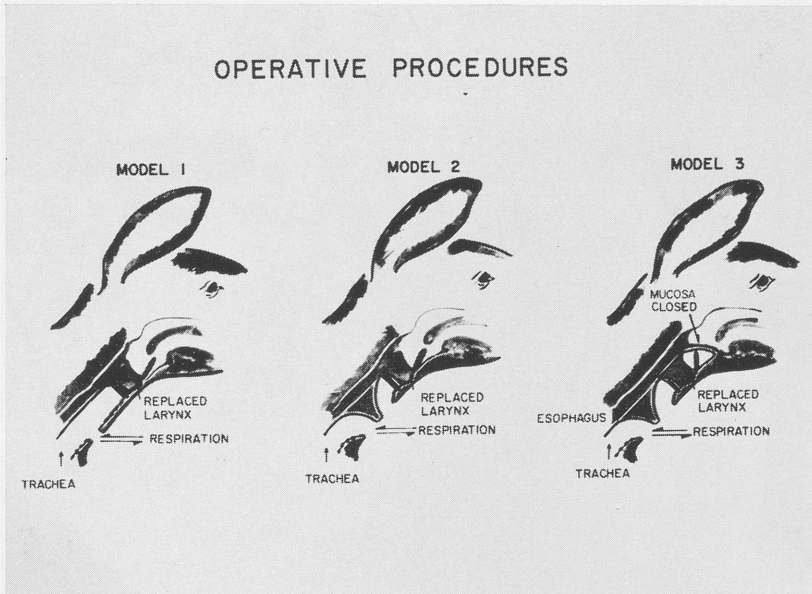 OPERATIVE PROCEDURES
MODEL 1
REPLACED
LARYNX
RESPIRATION
TRACHEA
MODEL 2
REPLACED
LARYNX
RESPIRATION
TRACHEA
MODEL 3
MUCOSA
CLOSED
REPLACED
LARYNX
ESOPHAGUS
RESPIRATION
TRACHEA